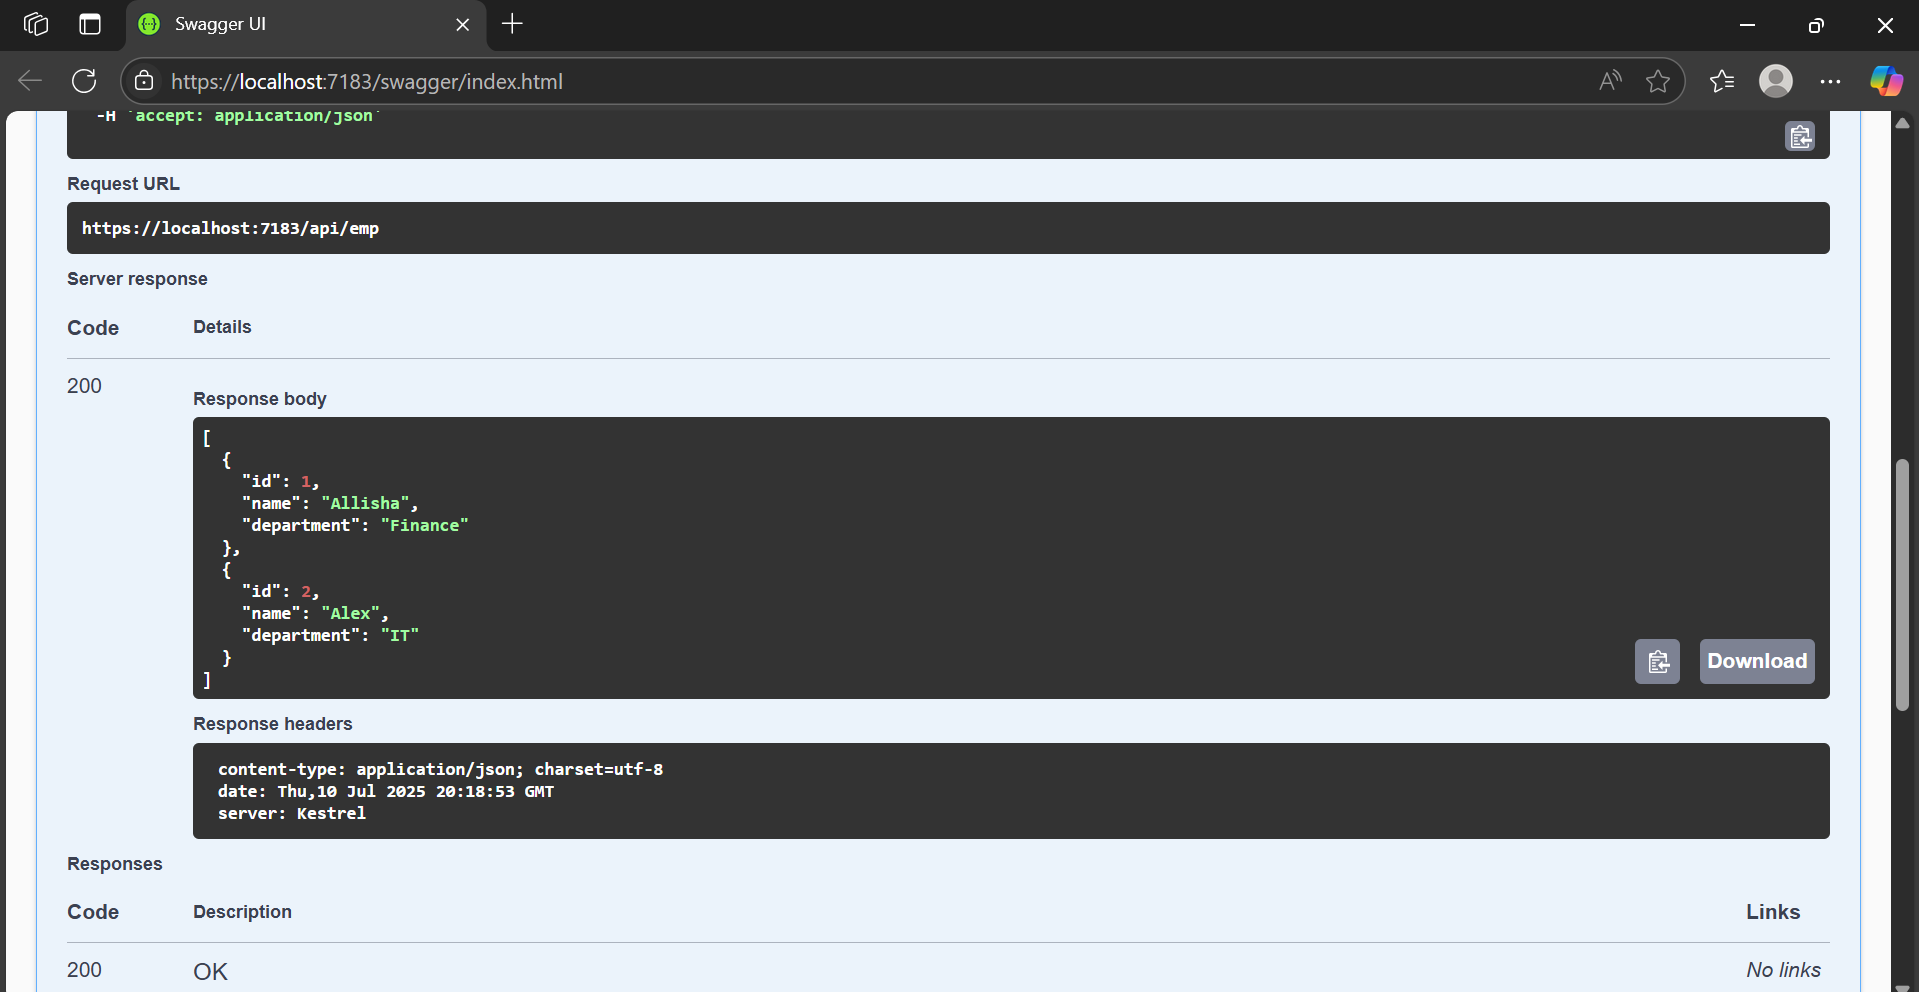 Swagger UI
https://localhost:7183/swagger/index.html
-H 'accept: application/json'
Request URL
https://localhost:7183/api/emp
Server response
Code Details
200
Response body
[
  {
    "id": 1,
    "name": "Allisha",
    "department": "Finance"
  },
  {
    "id": 2,
    "name": "Alex",
    "department": "IT"
  }
]
Download
Response headers
content-type: application/json; charset=utf-8
date: Thu,10 Jul 2025 20:18:53 GMT
server: Kestrel
Responses
Code Description Links
200 OK No links